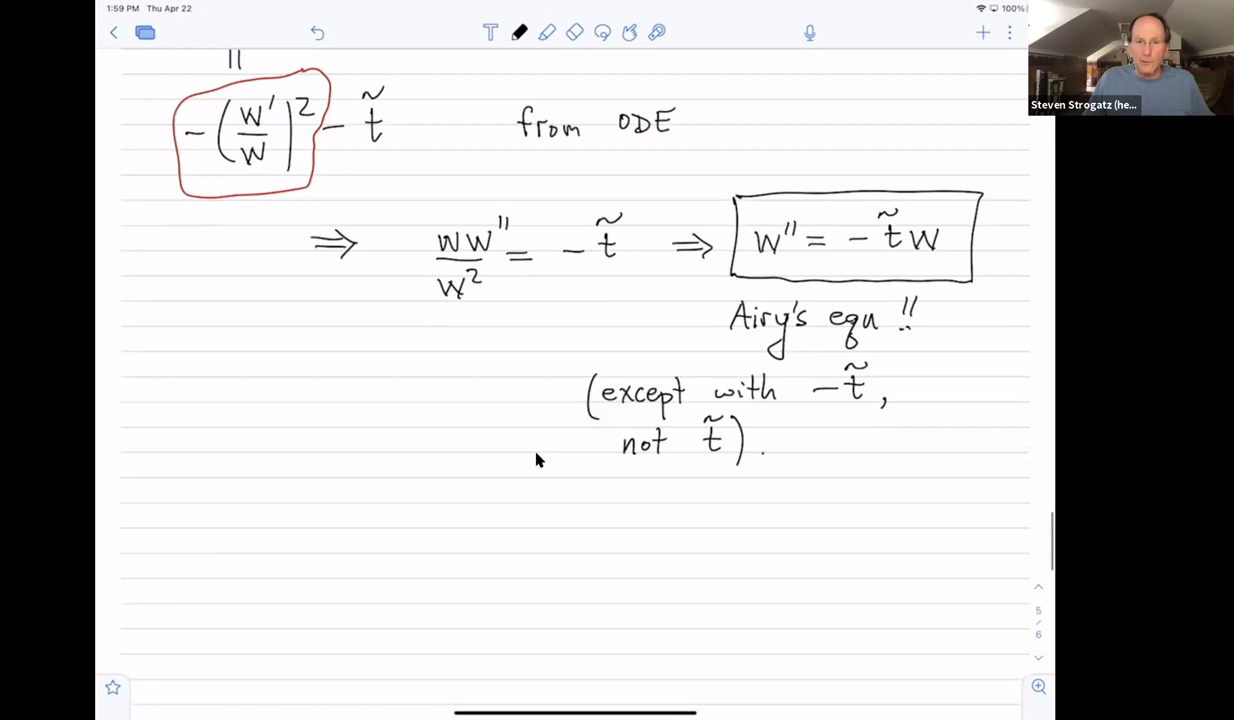 1:59 PM Thu Apr 22
100%
Steven Strogatz (he...
||
- (w'/w)^2 - t̃ from ODE
⇒ ww''/w^2 = - t̃ ⇒ w'' = - t̃ w
Airy's equ !!
(except with - t̃ ,
not t̃ ).
5
/
6